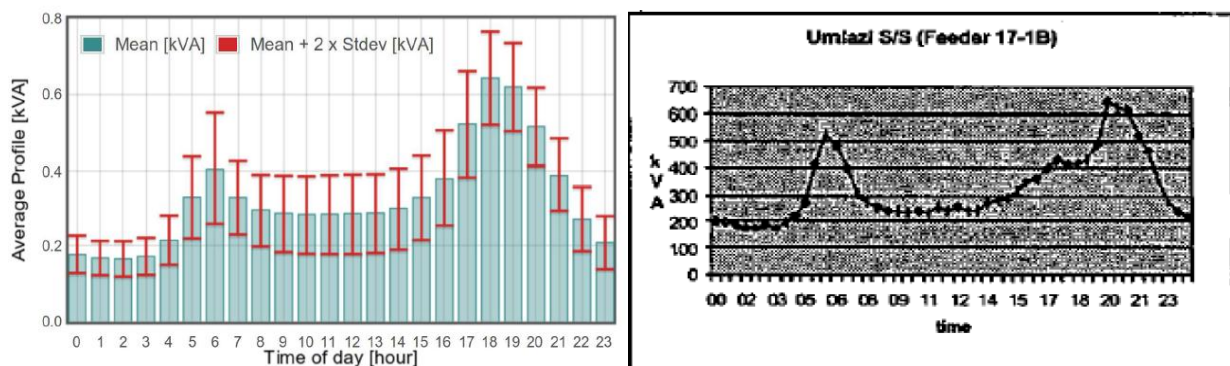 0.8
Mean [kVA]
Mean + 2 x Stdev [kVA]
0.6
0.4
0.2
0.0
Average Profile [kVA]
0 1 2 3 4 5 6 7 8 9 10 11 12 13 14 15 16 17 18 19 20 21 22 23
Time of day [hour]
Umlazi S/S (Feeder 17-1B)
700
600
500
400
300
200
100
0
kVA
00 02 03 05 06 08 09 11 12 14 15 17 18 20 21 23
time